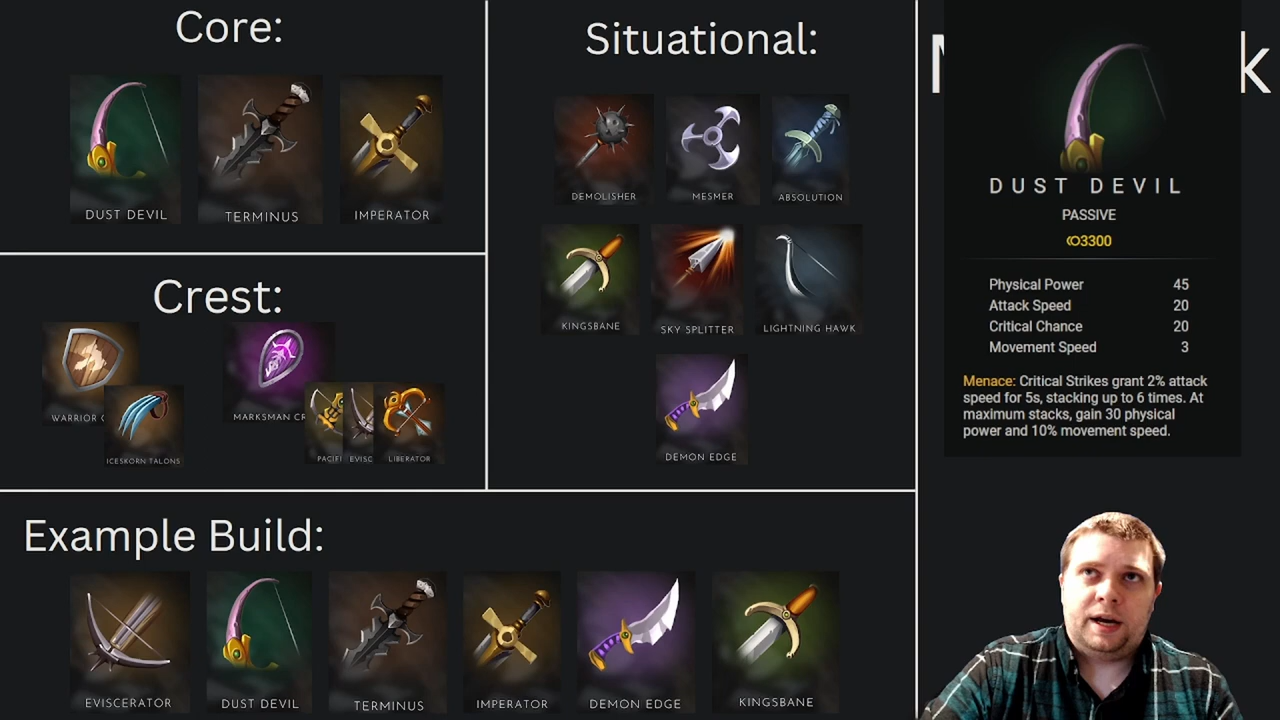 Core:
DUST DEVIL
TERMINUS
IMPERATOR
Crest:
WARRIOR
ICESKORN TALONS
MARKSMAN CR
PACIFI
EVISC
LIBERATOR
Situational:
DEMOLISHER
MESMER
ABSOLUTION
KINGSBANE
SKY SPLITTER
LIGHTNING HAWK
DEMON EDGE
DUST DEVIL
PASSIVE
3300
Physical Power 45
Attack Speed 20
Critical Chance 20
Movement Speed 3
Menace: Critical Strikes grant 2% attack
speed for 5s, stacking up to 6 times. At
maximum stacks, gain 30 physical
power and 10% movement speed.
Example Build:
EVISCERATOR
DUST DEVIL
TERMINUS
IMPERATOR
DEMON EDGE
KINGSBANE